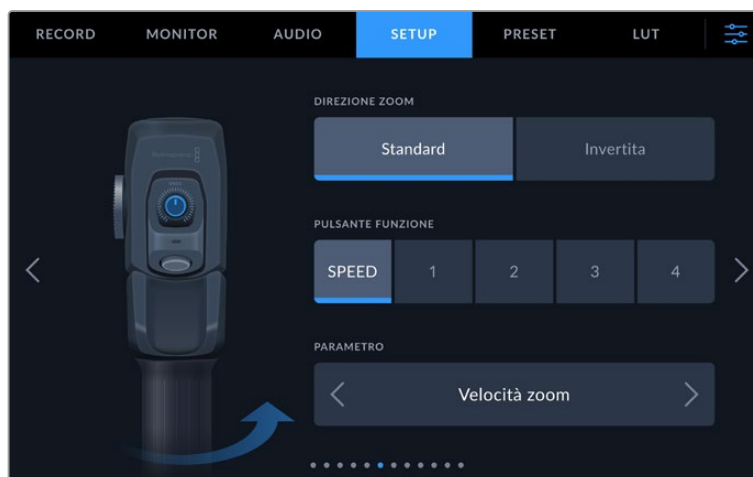 RECORD MONITOR AUDIO SETUP PRESET LUT
DIREZIONE ZOOM
Standard Invertita
PULSANTE FUNZIONE
SPEED 1 2 3 4
PARAMETRO
Velocità zoom